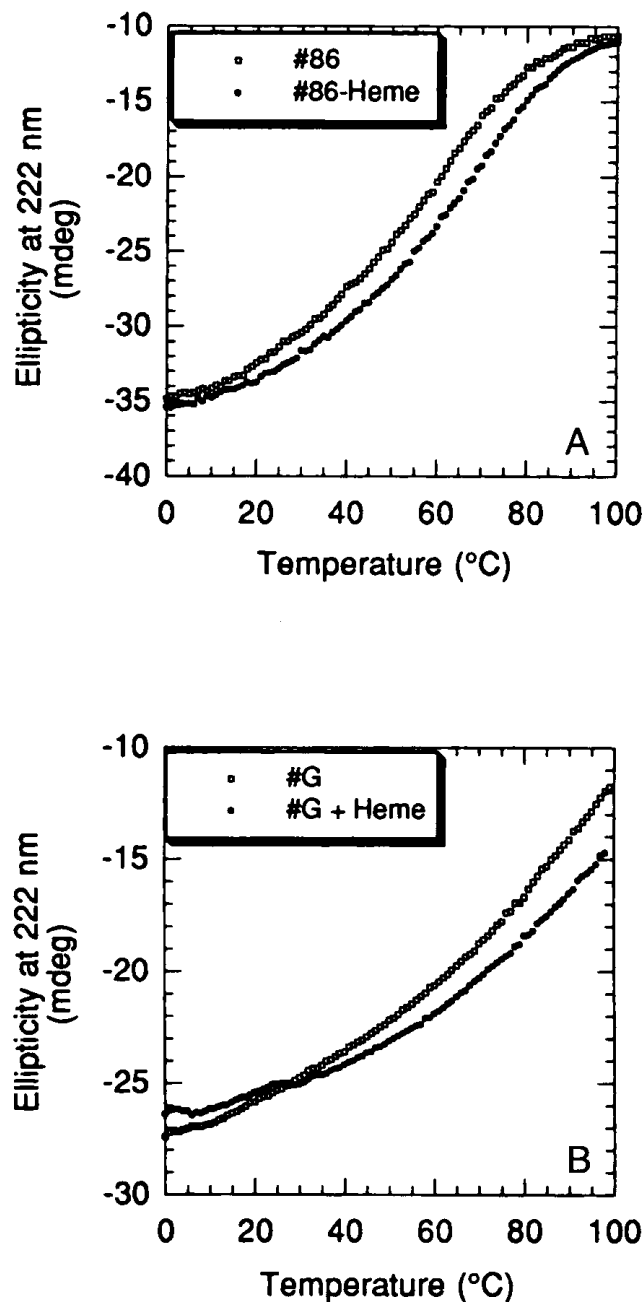 -10
-15
-20
-25
-30
-35
-40
Ellipticity at 222 nm
(mdeg)
#86
#86-Heme
A
0 20 40 60 80 100
Temperature (°C)
-10
-15
-20
-25
-30
Ellipticity at 222 nm
(mdeg)
#G
#G + Heme
B
0 20 40 60 80 100
Temperature (°C)